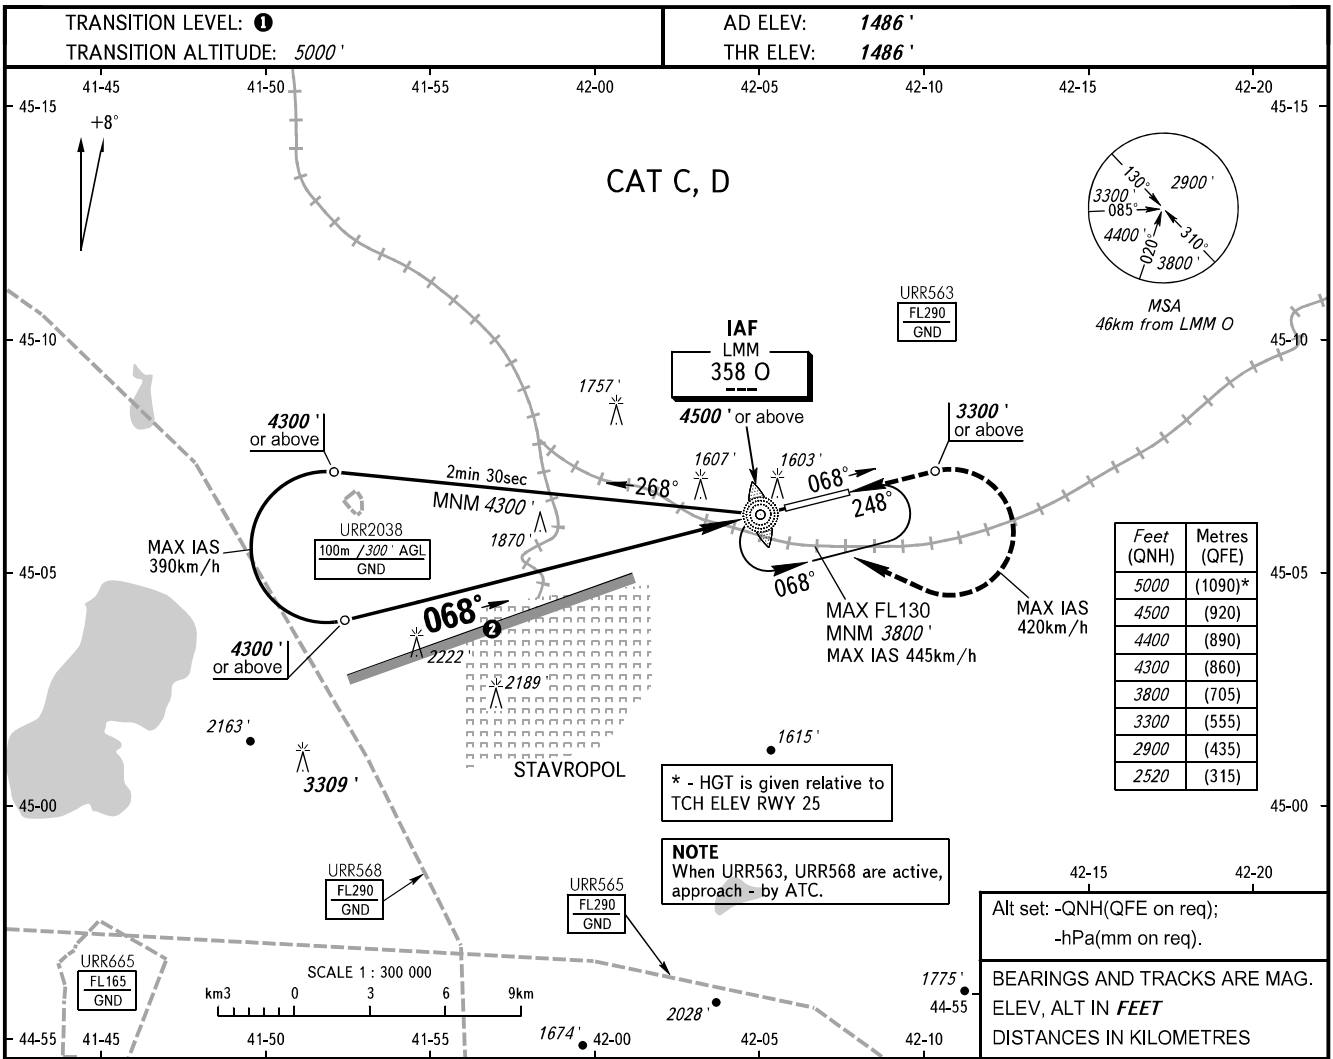 TRANSITION LEVEL: ❶
TRANSITION ALTITUDE: 5000'
AD ELEV: 1486'
THR ELEV: 1486'
41-45 41-50 41-55 42-00 42-05 42-10 42-15 42-20
45-15 45-15
+8°
CAT C, D
130°
2900'
3300'
085°
4400'
020°
310°
3800'
MSA
46km from LMM O
URR563
FL290
GND
45-10 45-10
IAF
LMM
358 O
4500' or above
1757'
4300'
or above
3300'
or above
2min 30sec
268°
MNM 4300'
1607'
1603'
068°
248°
URR2038
100m /300' AGL
GND
1870'
MAX IAS
390km/h
45-05 45-05
068°
068° ❷
MAX FL130
MNM 3800'
MAX IAS 445km/h
MAX IAS
420km/h
Feet (QNH) Metres (QFE)
5000 (1090)*
4500 (920)
4400 (890)
4300 (860)
3800 (705)
3300 (555)
2900 (435)
2520 (315)
4300'
or above
2222'
2189'
2163'
3309'
STAVROPOL
1615'
* - HGT is given relative to
TCH ELEV RWY 25
45-00 45-00
NOTE
When URR563, URR568 are active,
approach - by ATC.
URR568
FL290
GND
URR565
FL290
GND
42-15 42-20
Alt set: -QNH(QFE on req);
-hPa(mm on req).
URR665
FL165
GND
SCALE 1 : 300 000
km3 0 3 6 9km
1775'
44-55
2028'
1674'
BEARINGS AND TRACKS ARE MAG.
ELEV, ALT IN FEET
DISTANCES IN KILOMETRES
44-55 41-45 41-50 41-55 42-00 42-05 42-10